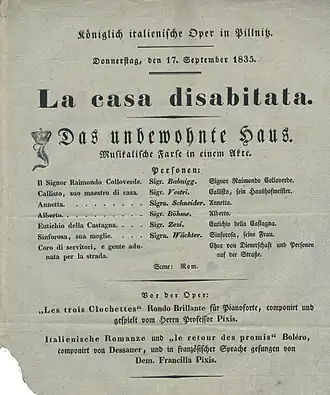 Königlich italienische Oper in Pillnitz.
Donnerstag, den 17. September 1835.
La casa disabitata.
Das unbewohnte Haus.
Musikalische Farse in einem Akte.
Personen:
Il Signor Raimondo Colloverde. Sigr. Babnigg. Signor Raimondo Colloverde.
Callisto, suo maestro di casa. Sigr. Vestri. Callisto, sein Haushofmeister.
Annetta. Sigra. Schneider. Annetta.
Alberto. Sigr. Böhme. Alberto.
Eutichio della Castagna. Sigr. Zezi. Eutichio della Castagna.
Sinforosa, sua moglie. Sigra. Wächter. Sinforosa, seine Frau.
Coro di servitori, e gente adu- Chor von Dienerschaft und Personen
nata per la strada. auf der Straße.
Scene: Rom.
Vor der Oper:
„Les trois Clochettes" Rondo Brillante für Pianoforte, componirt und
gespielt vom Herrn Professor Pixis.
Italienische Romanze und „le retour des promis" Boléro,
componirt von Dessauer, und in französischer Sprache gesungen von
Dem. Francilla Pixis.